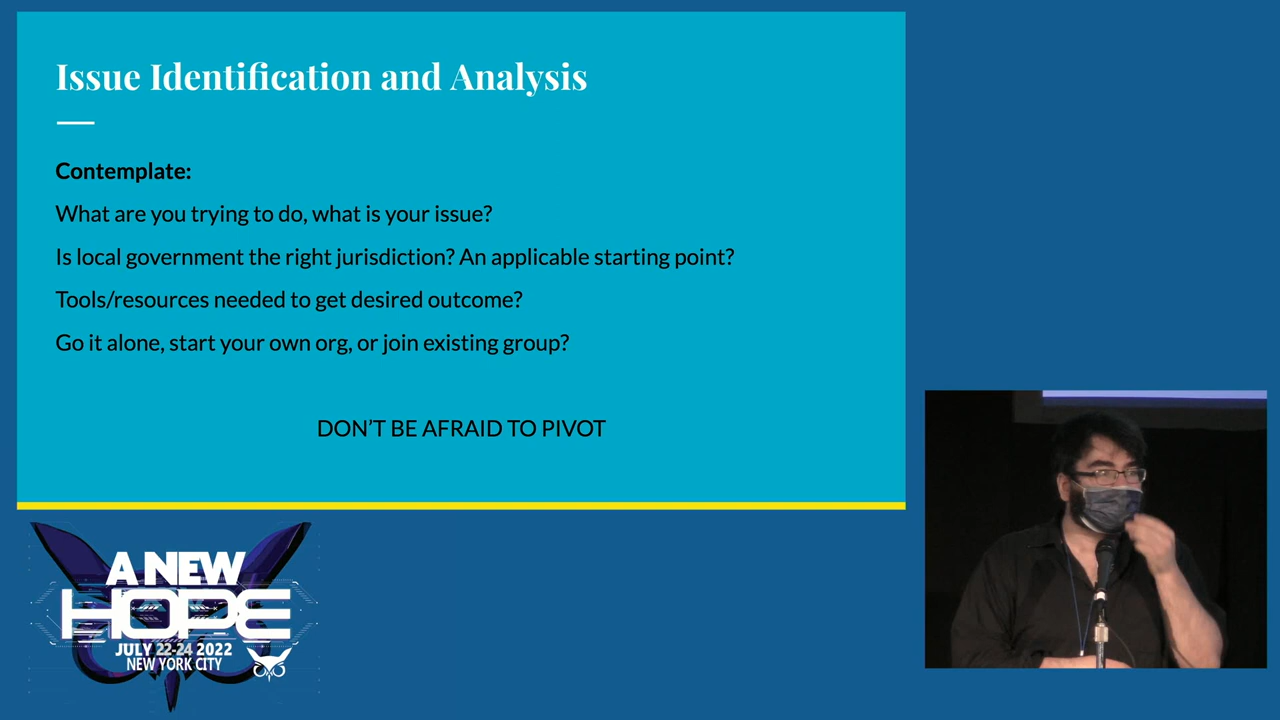 Issue Identification and Analysis
Contemplate:
What are you trying to do, what is your issue?
Is local government the right jurisdiction? An applicable starting point?
Tools/resources needed to get desired outcome?
Go it alone, start your own org, or join existing group?
DON'T BE AFRAID TO PIVOT
A NEW
HOPE
JULY 22-24 2022
NEW YORK CITY